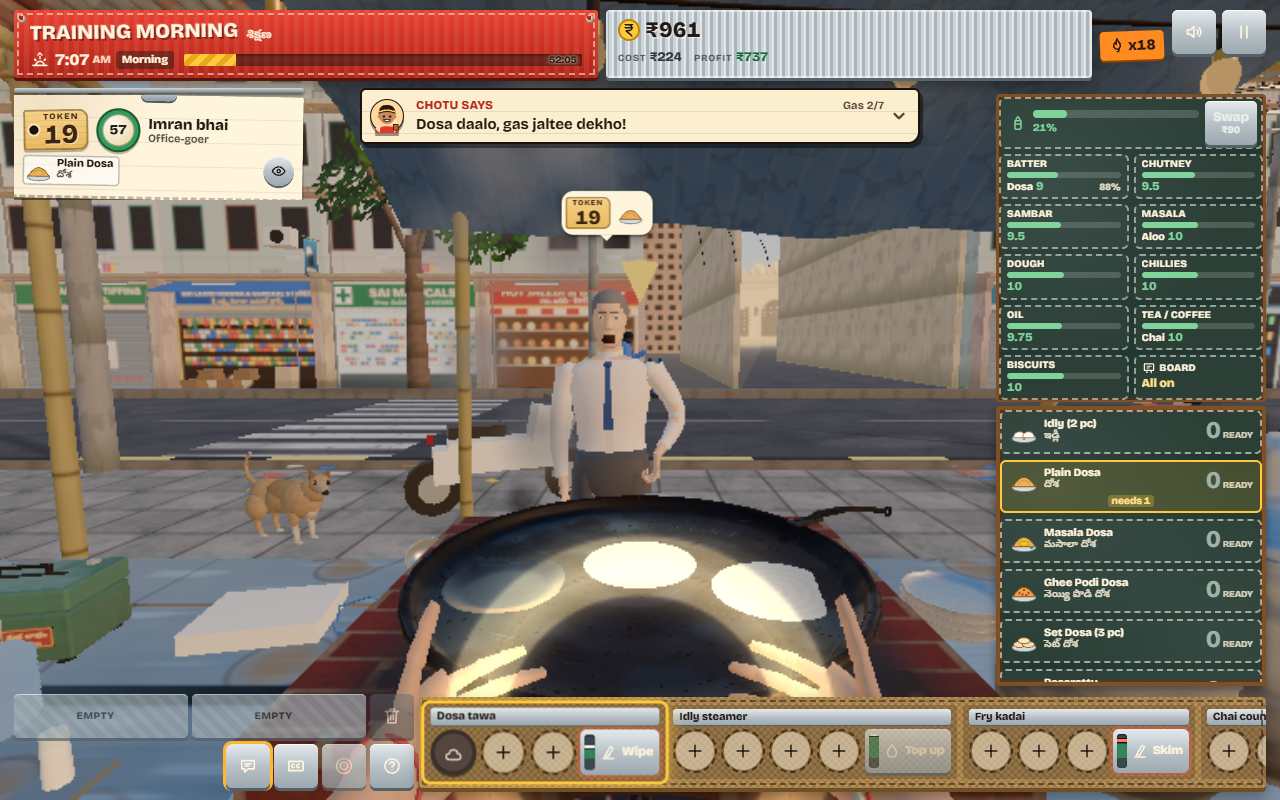 TRAINING MORNING శిక్షణ
7:07 AM Morning 52:05
₹ ₹961
COST ₹224 PROFIT ₹737
x18
TOKEN
19
57
Imran bhai
Office-goer
Plain Dosa
దోశ
CHOTU SAYS
Gas 2/7
Dosa daalo, gas jaltee dekho!
TOKEN
19
21%
Swap
₹90
BATTER
Dosa 9 88%
CHUTNEY
9.5
SAMBAR
9.5
MASALA
Aloo 10
DOUGH
10
CHILLIES
10
OIL
9.75
TEA / COFFEE
Chai 10
BISCUITS
10
BOARD
All on
Idly (2 pc)
ఇడ్లీ
0 READY
Plain Dosa
దోశ
0 READY
needs 1
Masala Dosa
మసాలా దోశ
0 READY
Ghee Podi Dosa
నెయ్యి పొడి దోశ
0 READY
Set Dosa (3 pc)
సెట్ దోశ
0 READY
EMPTY
EMPTY
CC
Dosa tawa
Wipe
Idly steamer
Top up
Fry kadai
Skim
Chai coun